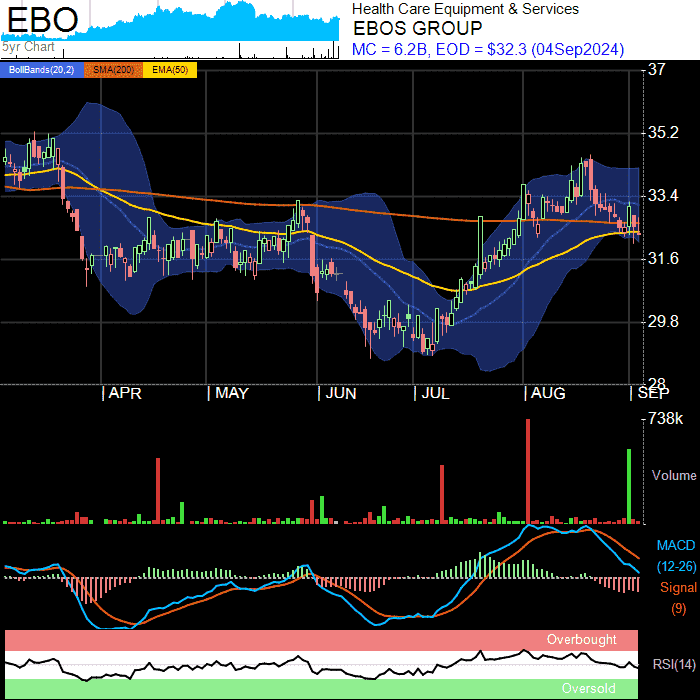 EBO
5yr Chart
Health Care Equipment & Services
EBOS GROUP
MC = 6.2B, EOD = $32.3 (04Sep2024)
BollBands(20,2) SMA(200) EMA(50)
37
35.2
33.4
31.6
29.8
28
APR MAY JUN JUL AUG SEP
738k
Volume
MACD
(12-26)
Signal
(9)
Overbought
RSI(14)
Oversold